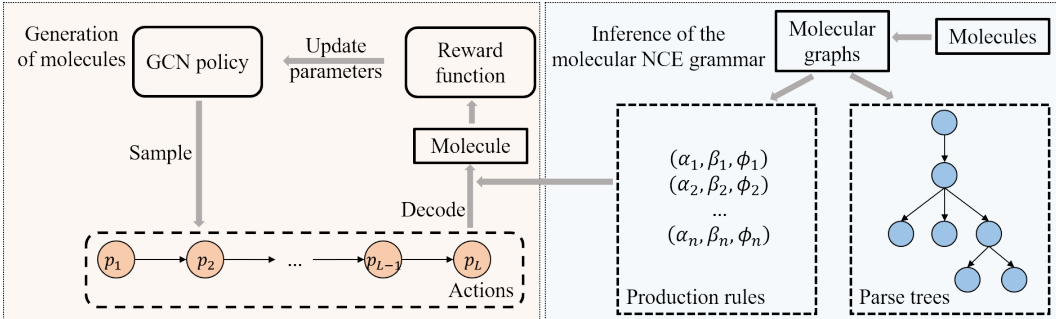 Generation
of molecules
GCN policy
Update
parameters
Reward
function
Sample
Molecule
Decode
p₁
p₂
...
p_{L−1}
p_L
Actions
Inference of the
molecular NCE grammar
Molecular
graphs
Molecules
(α₁, β₁, ϕ₁)
(α₂, β₂, ϕ₂)
...
(αₙ, βₙ, ϕₙ)
Production rules
Parse trees